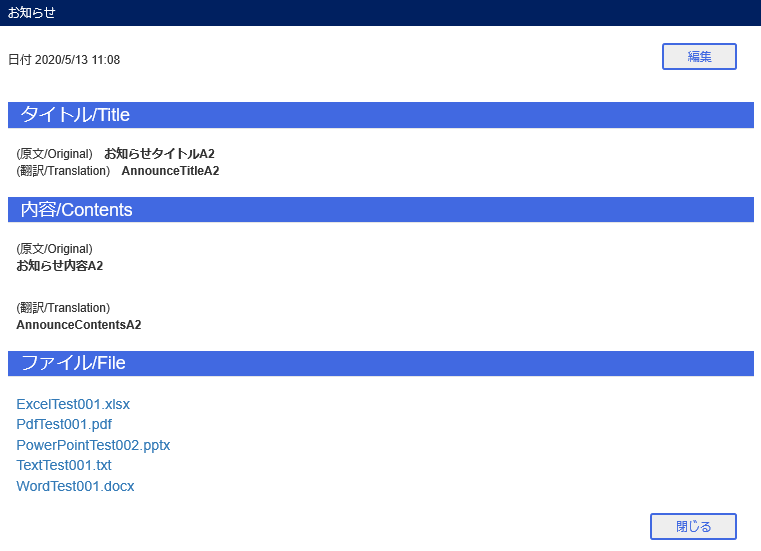 お知らせ
日付 2020/5/13 11:08
編集
タイトル/Title
(原文/Original) お知らせタイトルA2
(翻訳/Translation) AnnounceTitleA2
内容/Contents
(原文/Original)
お知らせ内容A2
(翻訳/Translation)
AnnounceContentsA2
ファイル/File
ExcelTest001.xlsx
PdfTest001.pdf
PowerPointTest002.pptx
TextTest001.txt
WordTest001.docx
閉じる